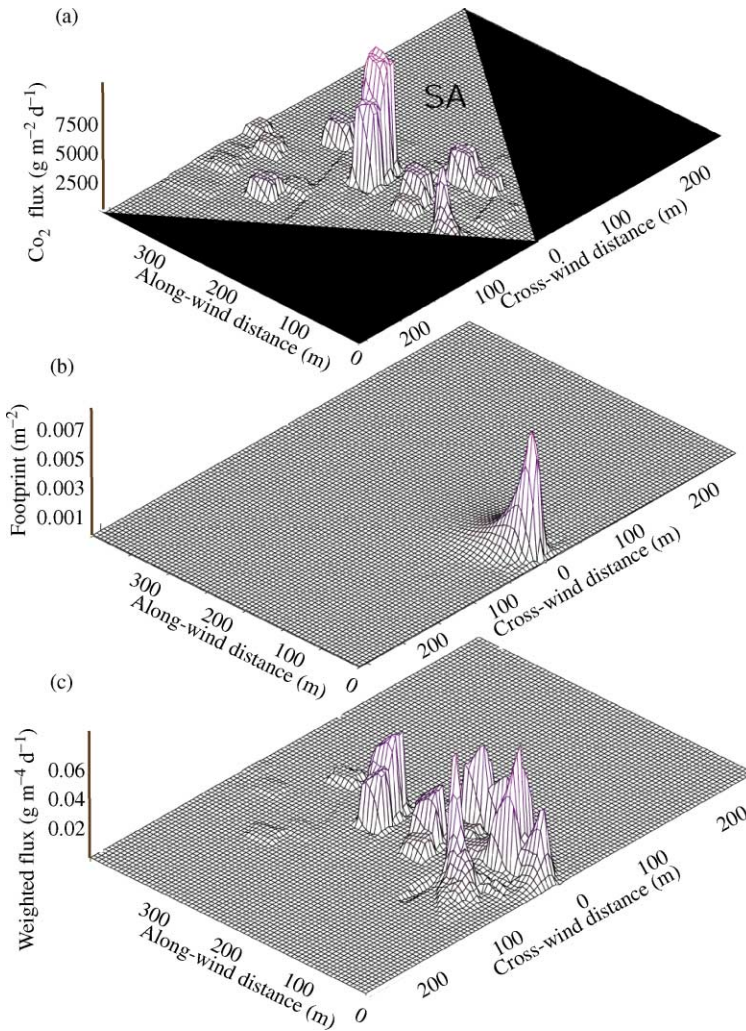 (a)
SA
Co₂ flux (g m⁻² d⁻¹)
7500
5000
2500
300
200
100
0
Along-wind distance (m)
200
100
0
100
200
Cross-wind distance (m)
(b)
Footprint (m⁻²)
0.007
0.005
0.003
0.001
300
200
100
0
Along-wind distance (m)
200
100
0
100
200
Cross-wind distance (m)
(c)
Weighted flux (g m⁻⁴ d⁻¹)
0.06
0.04
0.02
300
200
100
0
Along-wind distance (m)
200
100
0
100
200
Cross-wind distance (m)